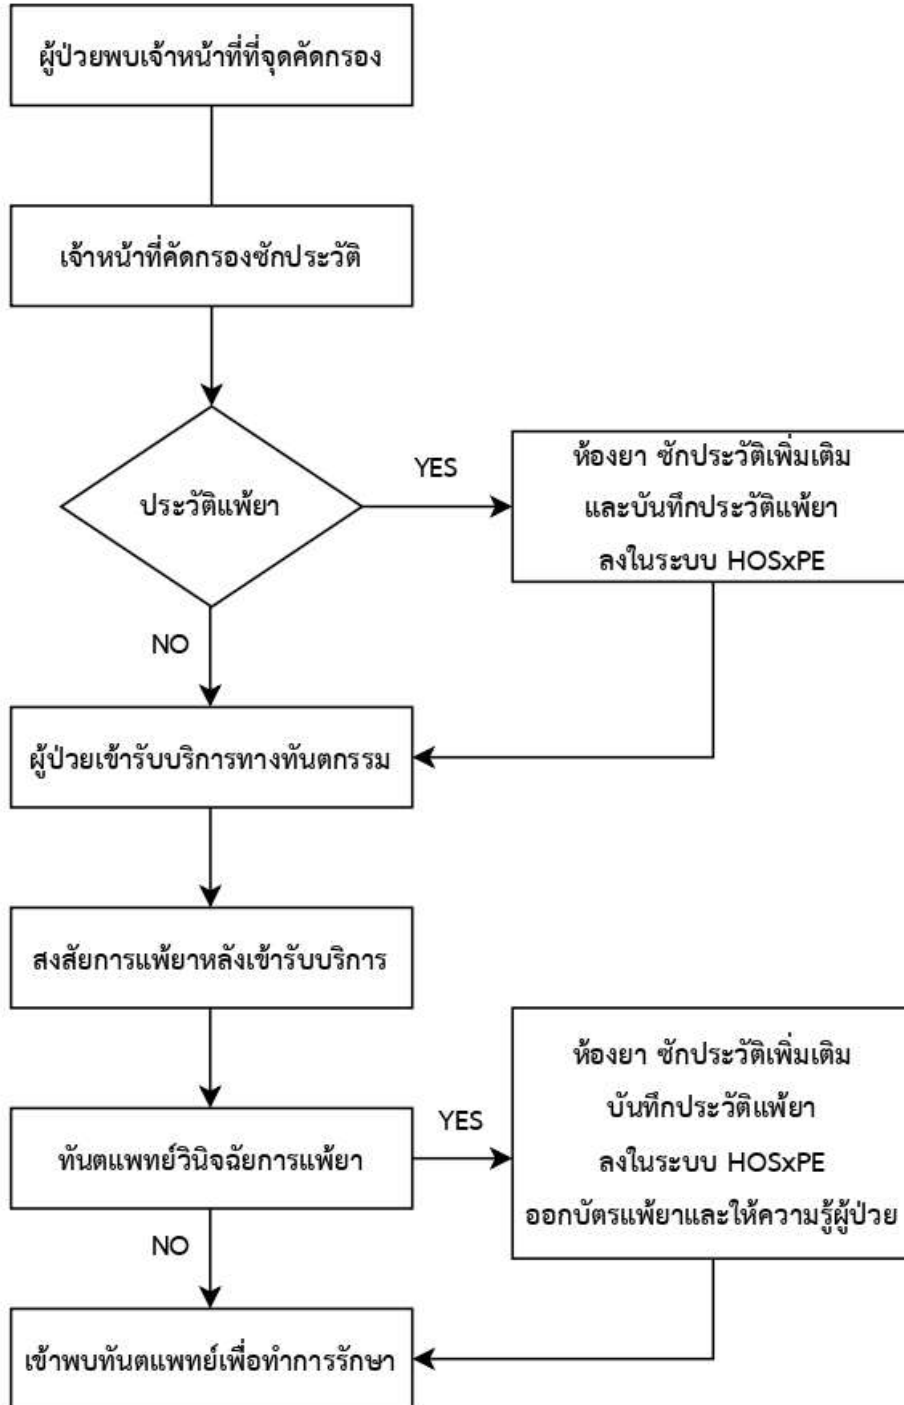 ผู้ป่วยพบเจ้าหน้าที่ที่จุดคัดกรอง
เจ้าหน้าที่คัดกรองซักประวัติ
ประวัติแพ้ยา
YES
ห้องยา ซักประวัติเพิ่มเติม
และบันทึกประวัติแพ้ยา
ลงในระบบ HOSxPE
NO
ผู้ป่วยเข้ารับบริการทางทันตกรรม
สงสัยการแพ้ยาหลังเข้ารับบริการ
ทันตแพทย์วินิจฉัยการแพ้ยา
YES
ห้องยา ซักประวัติเพิ่มเติม
บันทึกประวัติแพ้ยา
ลงในระบบ HOSxPE
ออกบัตรแพ้ยาและให้ความรู้ผู้ป่วย
NO
เข้าพบทันตแพทย์เพื่อทำการรักษา